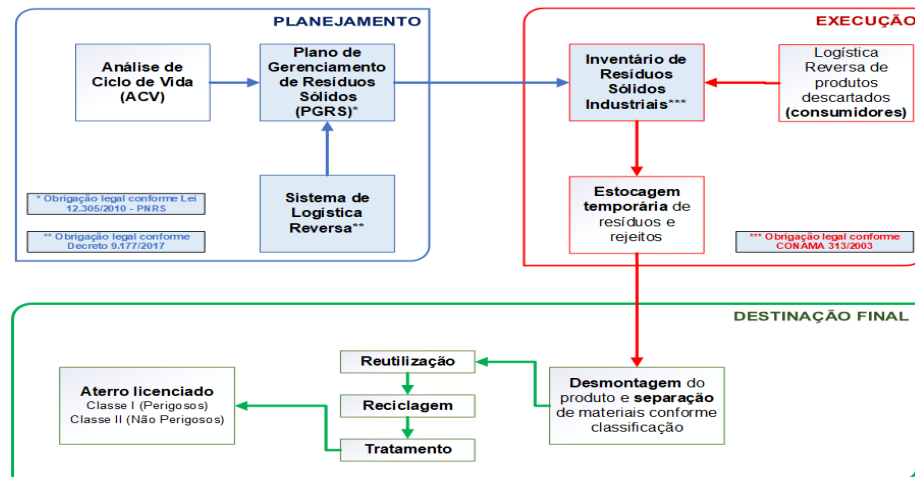 PLANEJAMENTO
Análise de
Ciclo de Vida
(ACV)
Plano de
Gerenciamento
de Resíduos
Sólidos
(PGRS)*
Sistema de
Logística
Reversa**
* Obrigação legal conforme Lei
12.305/2010 - PNRS
** Obrigação legal conforme
Decreto 9.177/2017
EXECUÇÃO
Inventário de
Resíduos
Sólidos
Industriais***
Logística
Reversa de
produtos
descartados
(consumidores)
Estocagem
temporária de
resíduos e
rejeitos
*** Obrigação legal conforme
CONAMA 313/2003
DESTINAÇÃO FINAL
Aterro licenciado
Classe I (Perigosos)
Classe II (Não Perigosos)
Reutilização
Reciclagem
Tratamento
Desmontagem do
produto e separação
de materiais conforme
classificação